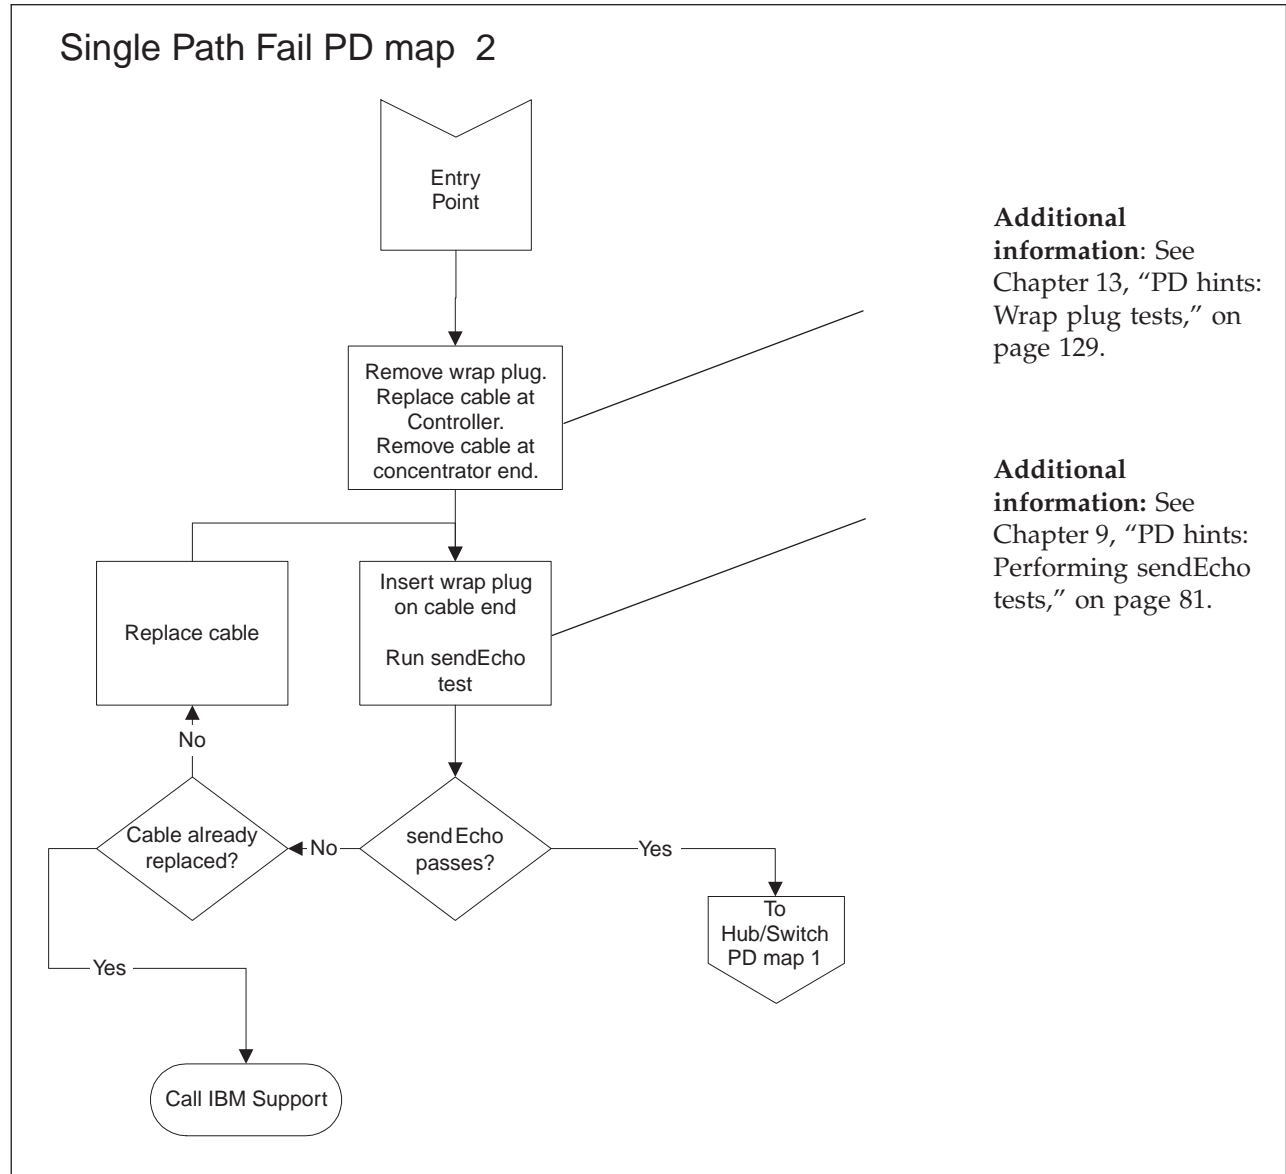 Single Path Fail PD map 2
Entry
Point
Additional
information: See
Chapter 13, “PD hints:
Wrap plug tests,” on
page 129.
Remove wrap plug.
Replace cable at
Controller.
Remove cable at
concentrator end.
Additional
information: See
Chapter 9, “PD hints:
Performing sendEcho
tests,” on page 81.
Insert wrap plug
on cable end
Run sendEcho
test
Replace cable
No
Cable already
replaced?
No
sendEcho
passes?
Yes
To
Hub/Switch
PD map 1
Yes
Call IBM Support